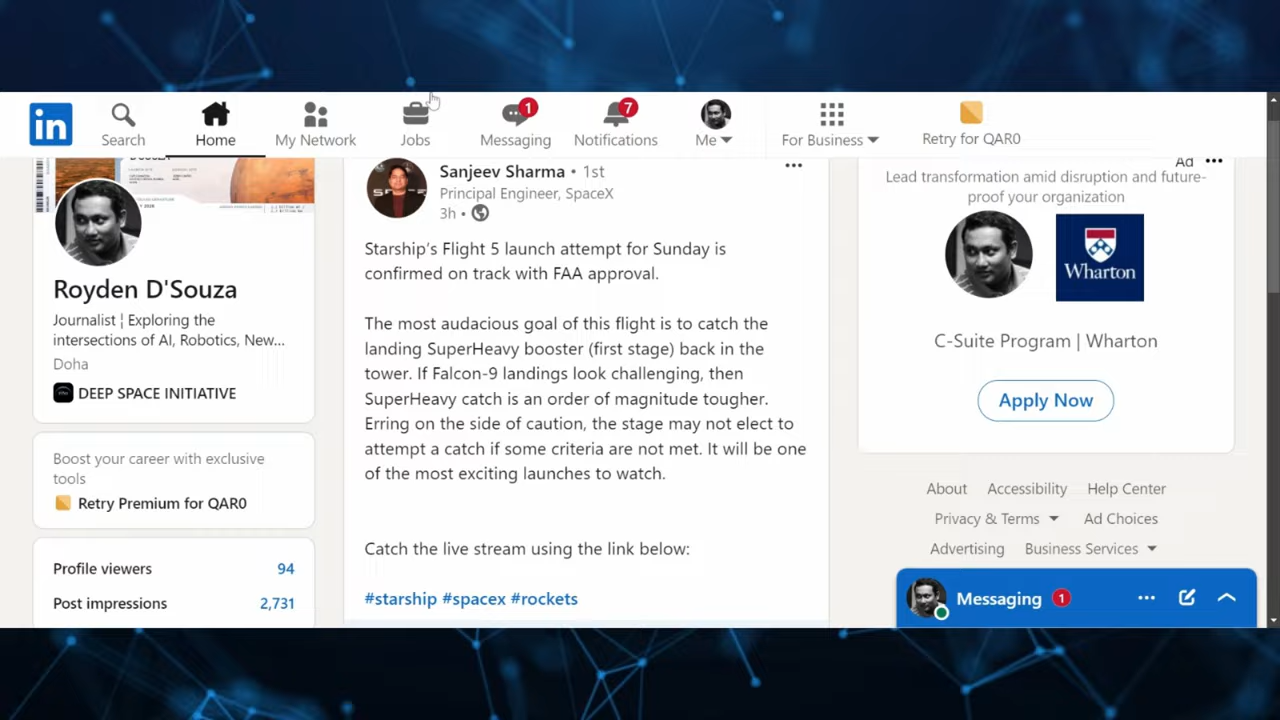 in
Search
Home
My Network
Jobs
1
Messaging
7
Notifications
Me
For Business
Retry for QAR0
Royden D'Souza
Journalist ¦ Exploring the
intersections of AI, Robotics, New...
Doha
DEEP SPACE INITIATIVE
Boost your career with exclusive
tools
Retry Premium for QAR0
Profile viewers 94
Post impressions 2,731
Sanjeev Sharma • 1st
Principal Engineer, SpaceX
3h •
Starship's Flight 5 launch attempt for Sunday is
confirmed on track with FAA approval.
The most audacious goal of this flight is to catch the
landing SuperHeavy booster (first stage) back in the
tower. If Falcon-9 landings look challenging, then
SuperHeavy catch is an order of magnitude tougher.
Erring on the side of caution, the stage may not elect to
attempt a catch if some criteria are not met. It will be one
of the most exciting launches to watch.
Catch the live stream using the link below:
#starship #spacex #rockets
Ad
Lead transformation amid disruption and future-
proof your organization
Wharton
C-Suite Program | Wharton
Apply Now
About Accessibility Help Center
Privacy & Terms Ad Choices
Advertising Business Services
Messaging 1